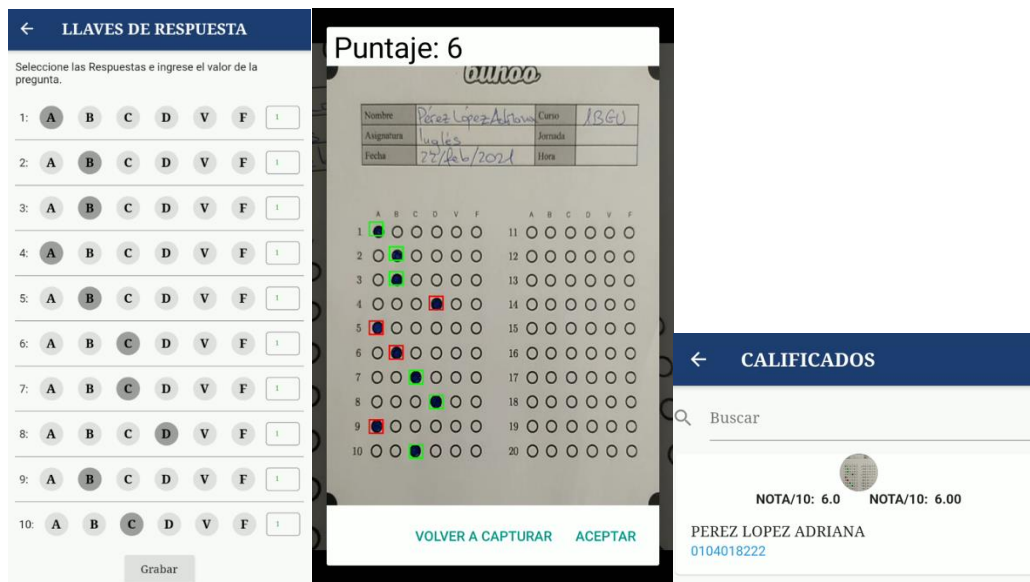 LLAVES DE RESPUESTA
Seleccione las Respuestas e ingrese el valor de la
pregunta.
1: A B C D V F 1
2: A B C D V F 1
3: A B C D V F 1
4: A B C D V F 1
5: A B C D V F 1
6: A B C D V F 1
7: A B C D V F 1
8: A B C D V F 1
9: A B C D V F 1
10: A B C D V F 1
Grabar
Puntaje: 6
buhoo
Nombre Pérez López Adriana Curso 1BGU
Asignatura Inglés Jornada
Fecha 22/feb/2021 Hora
A B C D V F A B C D V F
1 11
2 12
3 13
4 14
5 15
6 16
7 17
8 18
9 19
10 20
VOLVER A CAPTURAR ACEPTAR
CALIFICADOS
Buscar
NOTA/10: 6.0 NOTA/10: 6.00
PEREZ LOPEZ ADRIANA
0104018222